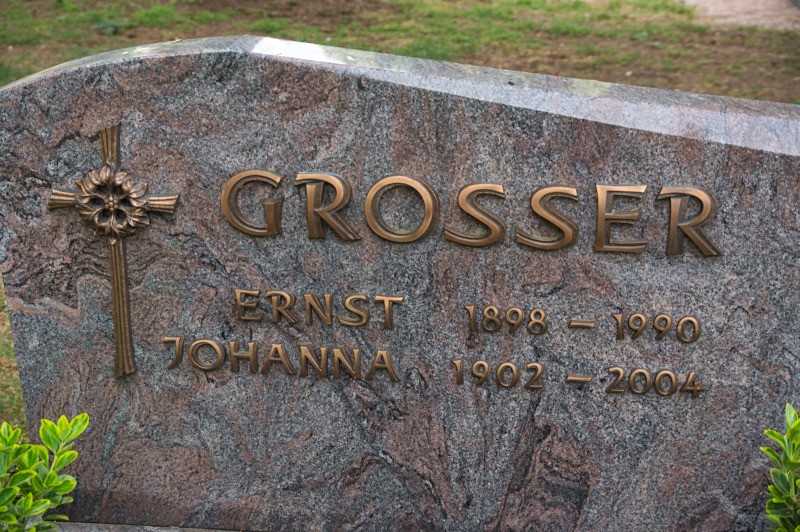 GROSSER
ERNST 1898 – 1990
JOHANNA 1902 – 2004